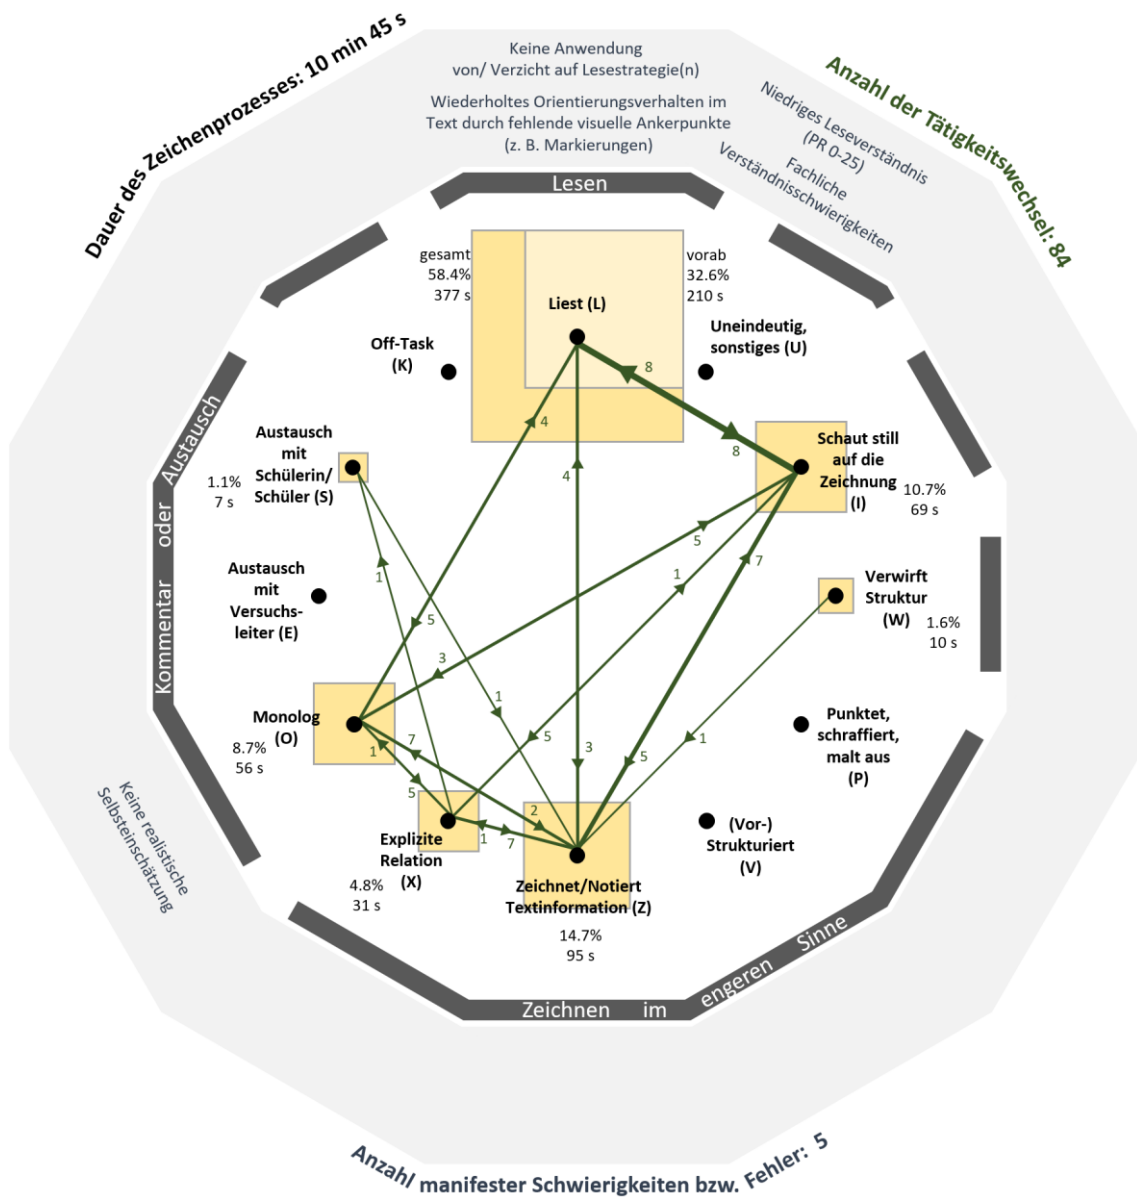 Dauer des Zeichenprozesses: 10 min 45 s
Keine Anwendung
von/ Verzicht auf Lesestrategie(n)
Wiederholtes Orientierungsverhalten im
Text durch fehlende visuelle Ankerpunkte
(z. B. Markierungen)
Anzahl der Tätigkeitswechsel: 84
Niedriges Leseverständnis
(PR 0-25)
Fachliche
Verständnisschwierigkeiten
Lesen
gesamt
58.4%
377 s
vorab
32.6%
210 s
Liest (L)
Off-Task
(K)
Uneindeutig,
sonstiges (U)
8
8
4
4
Austausch
mit
Schülerin/
Schüler (S)
1.1%
7 s
Schaut still
auf die
Zeichnung
(I)
10.7%
69 s
Kommentar oder Austausch
5
7
1
1
Austausch
mit
Versuchs-
leiter (E)
Verwirft
Struktur
(W)
1.6%
10 s
5
3
1
Monolog
(O)
8.7%
56 s
Punktet,
schraffiert,
malt aus
(P)
7
1
5
3
5
1
5
2
1
7
(Vor-)
Strukturiert
(V)
Explizite
Relation
(X)
4.8%
31 s
Zeichnet/Notiert
Textinformation (Z)
14.7%
95 s
Keine realistische
Selbsteinschätzung
Zeichnen im engeren Sinne
Anzahl manifester Schwierigkeiten bzw. Fehler: 5